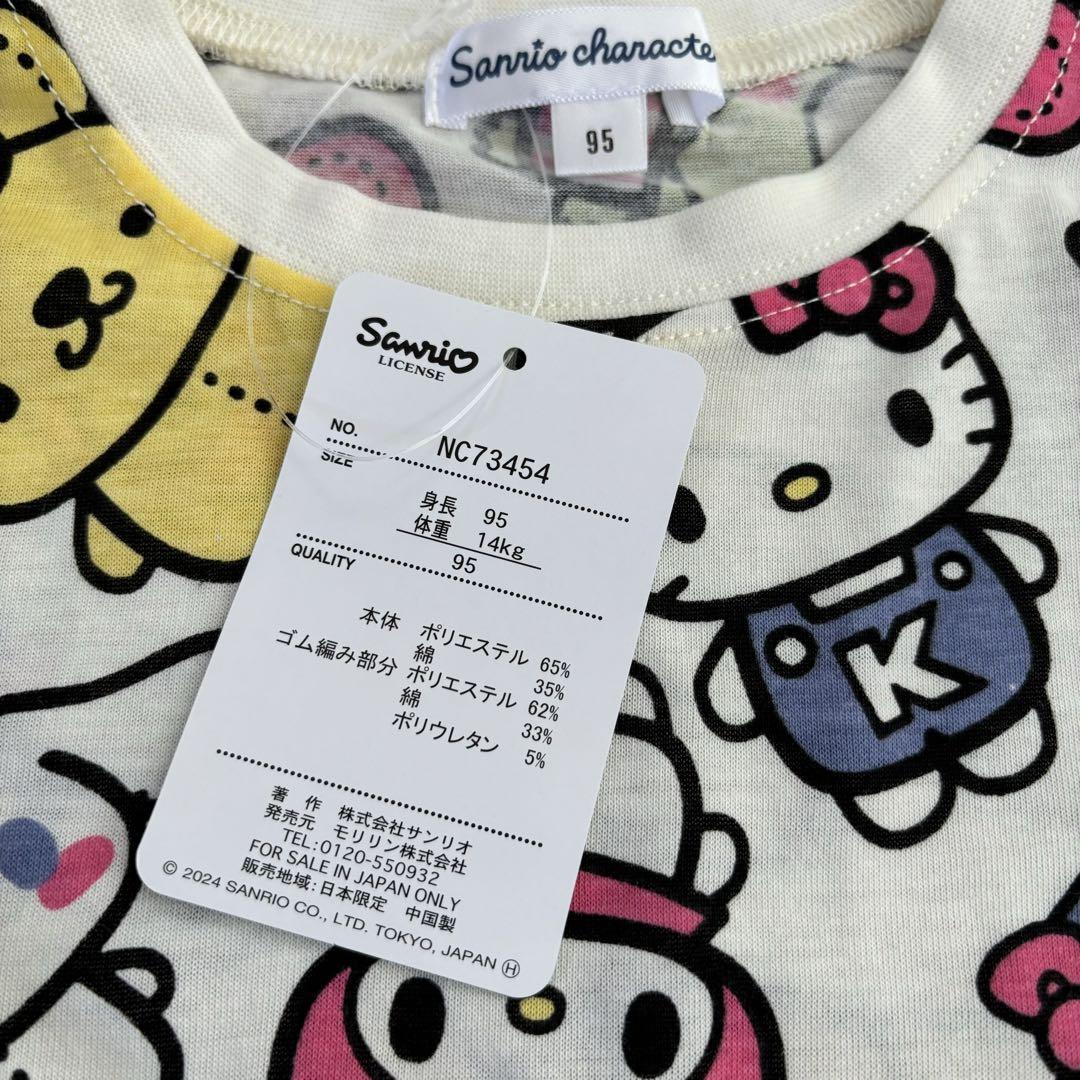 Sanrio characte
95
Sanrio
LICENSE
NO. NC73454
SIZE
身長 95
体重 14kg
95
QUALITY
本体 ポリエステル 65%
綿 35%
ゴム編み部分 ポリエステル 62%
綿 33%
ポリウレタン 5%
著 作 株式会社サンリオ
発売元 モリリン株式会社
TEL:0120-550932
FOR SALE IN JAPAN ONLY
販売地域:日本限定 中国製
© 2024 SANRIO CO., LTD. TOKYO, JAPAN Ⓗ
K